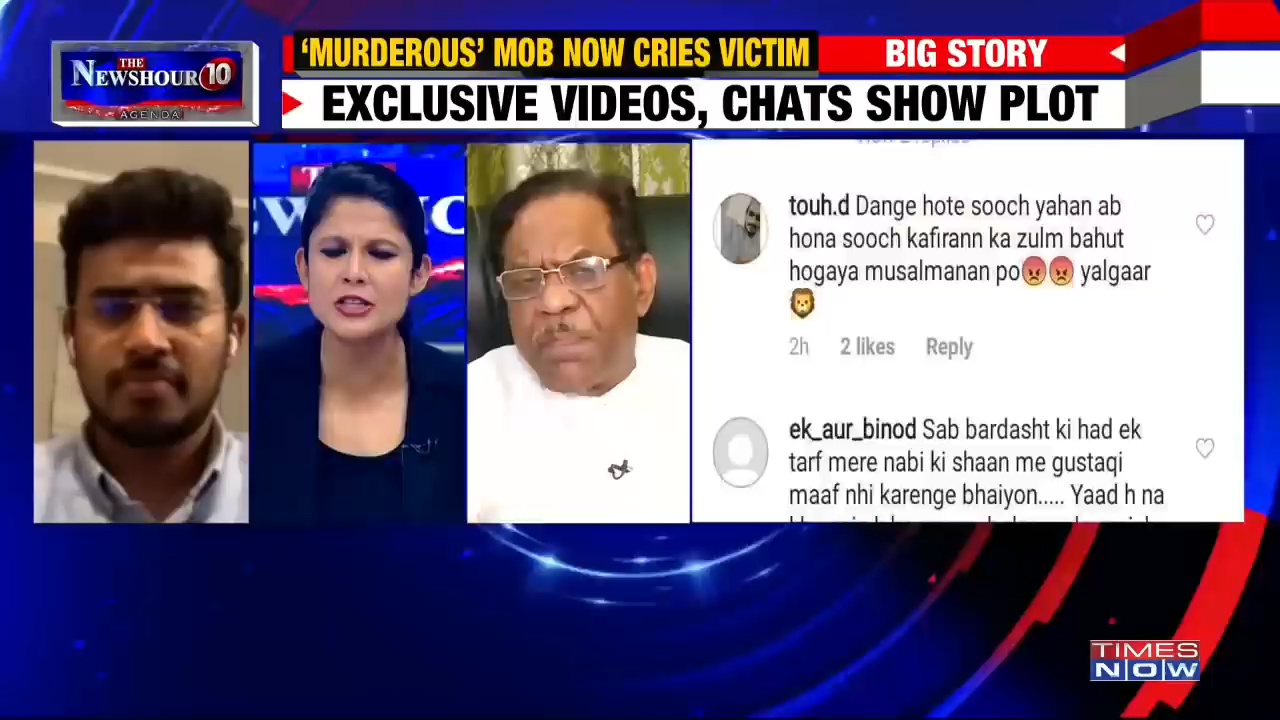 THE
NEWSHOUR 10
AGENDA
'MURDEROUS' MOB NOW CRIES VICTIM
BIG STORY
EXCLUSIVE VIDEOS, CHATS SHOW PLOT
touh.d Dange hote sooch yahan ab
hona sooch kafirann ka zulm bahut
hogaya musalmanan po😡😡 yalgaar
🦁
2h 2 likes Reply
ek_aur_binod Sab bardasht ki had ek
tarf mere nabi ki shaan me gustaqi
maaf nhi karenge bhaiyon..... Yaad h na
TIMES
NOW